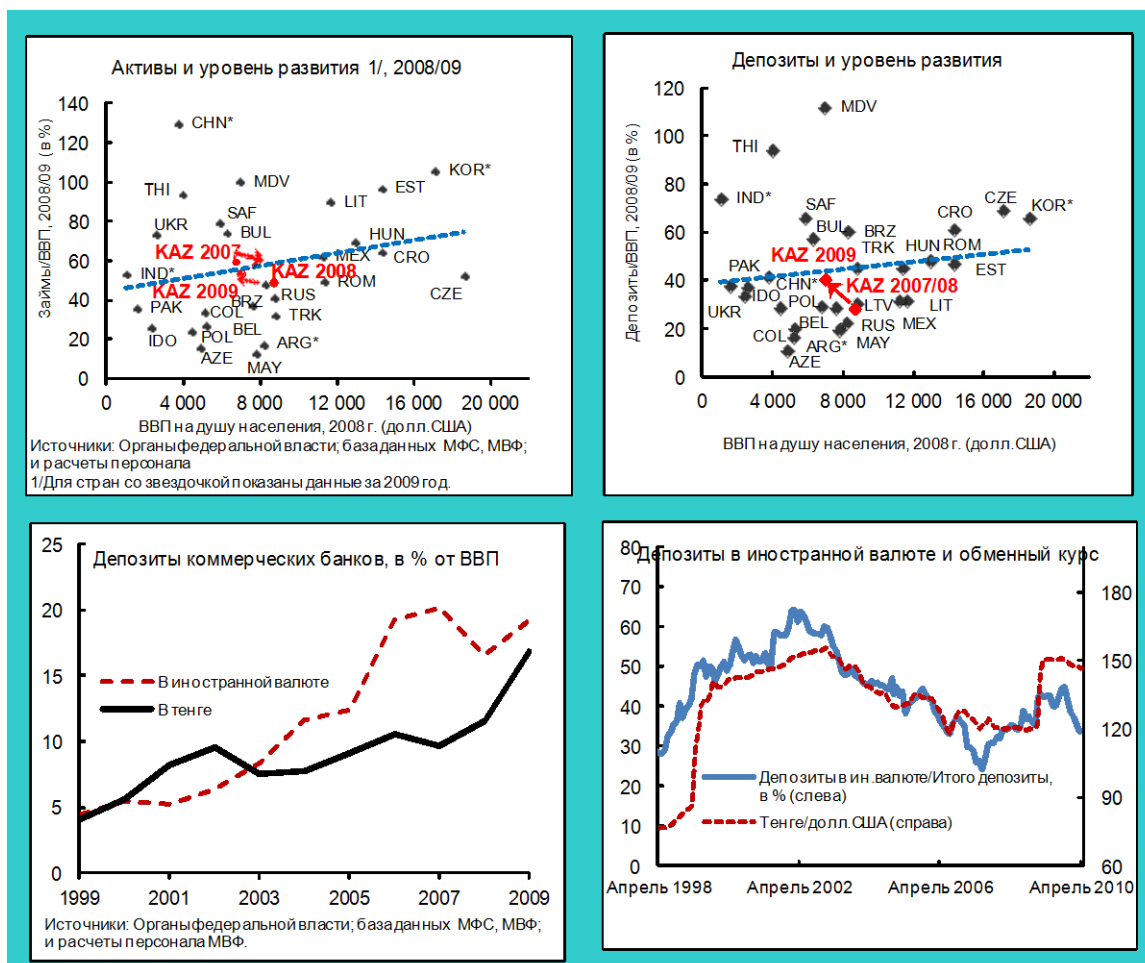 Активы и уровень развития 1/, 2008/09
Займы/ВВП, 2008/09 (в %)
140
120
100
80
60
40
20
0
CHN*
KOR*
THI
MDV
EST
LIT
SAF
UKR
BUL
HUN
KAZ 2007
MEX
CRO
IND*
KAZ 2008
ROM
CZE
KAZ 2009
BRZ
RUS
PAK
COL
TRK
IDO
POL
BEL
ARG*
AZE
MAY
0 4 000 8 000 12 000 16 000 20 000
ВВП на душу населения, 2008 г. (долл.США)
Источники: Органы федеральной власти; база данных МФС, МВФ;
и расчеты персонала
1/Для стран со звездочкой показаны данные за 2009 год.
Депозиты и уровень развития
Депозиты/ВВП, 2008/09 (в %)
120
100
80
60
40
20
0
MDV
THI
IND*
SAF
CZE
KOR*
BUL
BRZ
CRO
KAZ 2009
TRK
HUN
ROM
PAK
EST
CHN*
KAZ 2007/08
UKR
IDO
POL
LTV
LIT
BEL
RUS
MEX
COL
ARG*
MAY
AZE
0 4 000 8 000 12 000 16 000 20 000
ВВП на душу населения, 2008 г. (долл.США)
Депозиты коммерческих банков, в % от ВВП
25
20
15
10
5
0
В иностранной валюте
В тенге
1999 2001 2003 2005 2007 2009
Источники: Органы федеральной власти; база данных МФС, МВФ;
и расчеты персонала МВФ.
Депозиты в иностранной валюте и обменный курс
80
70
60
50
40
30
20
10
0
180
150
120
90
60
Депозиты в ин.валюте/Итого депозиты,
в % (слева)
Тенге/долл.США (справа)
Апрель 1998 Апрель 2002 Апрель 2006 Апрель 2010